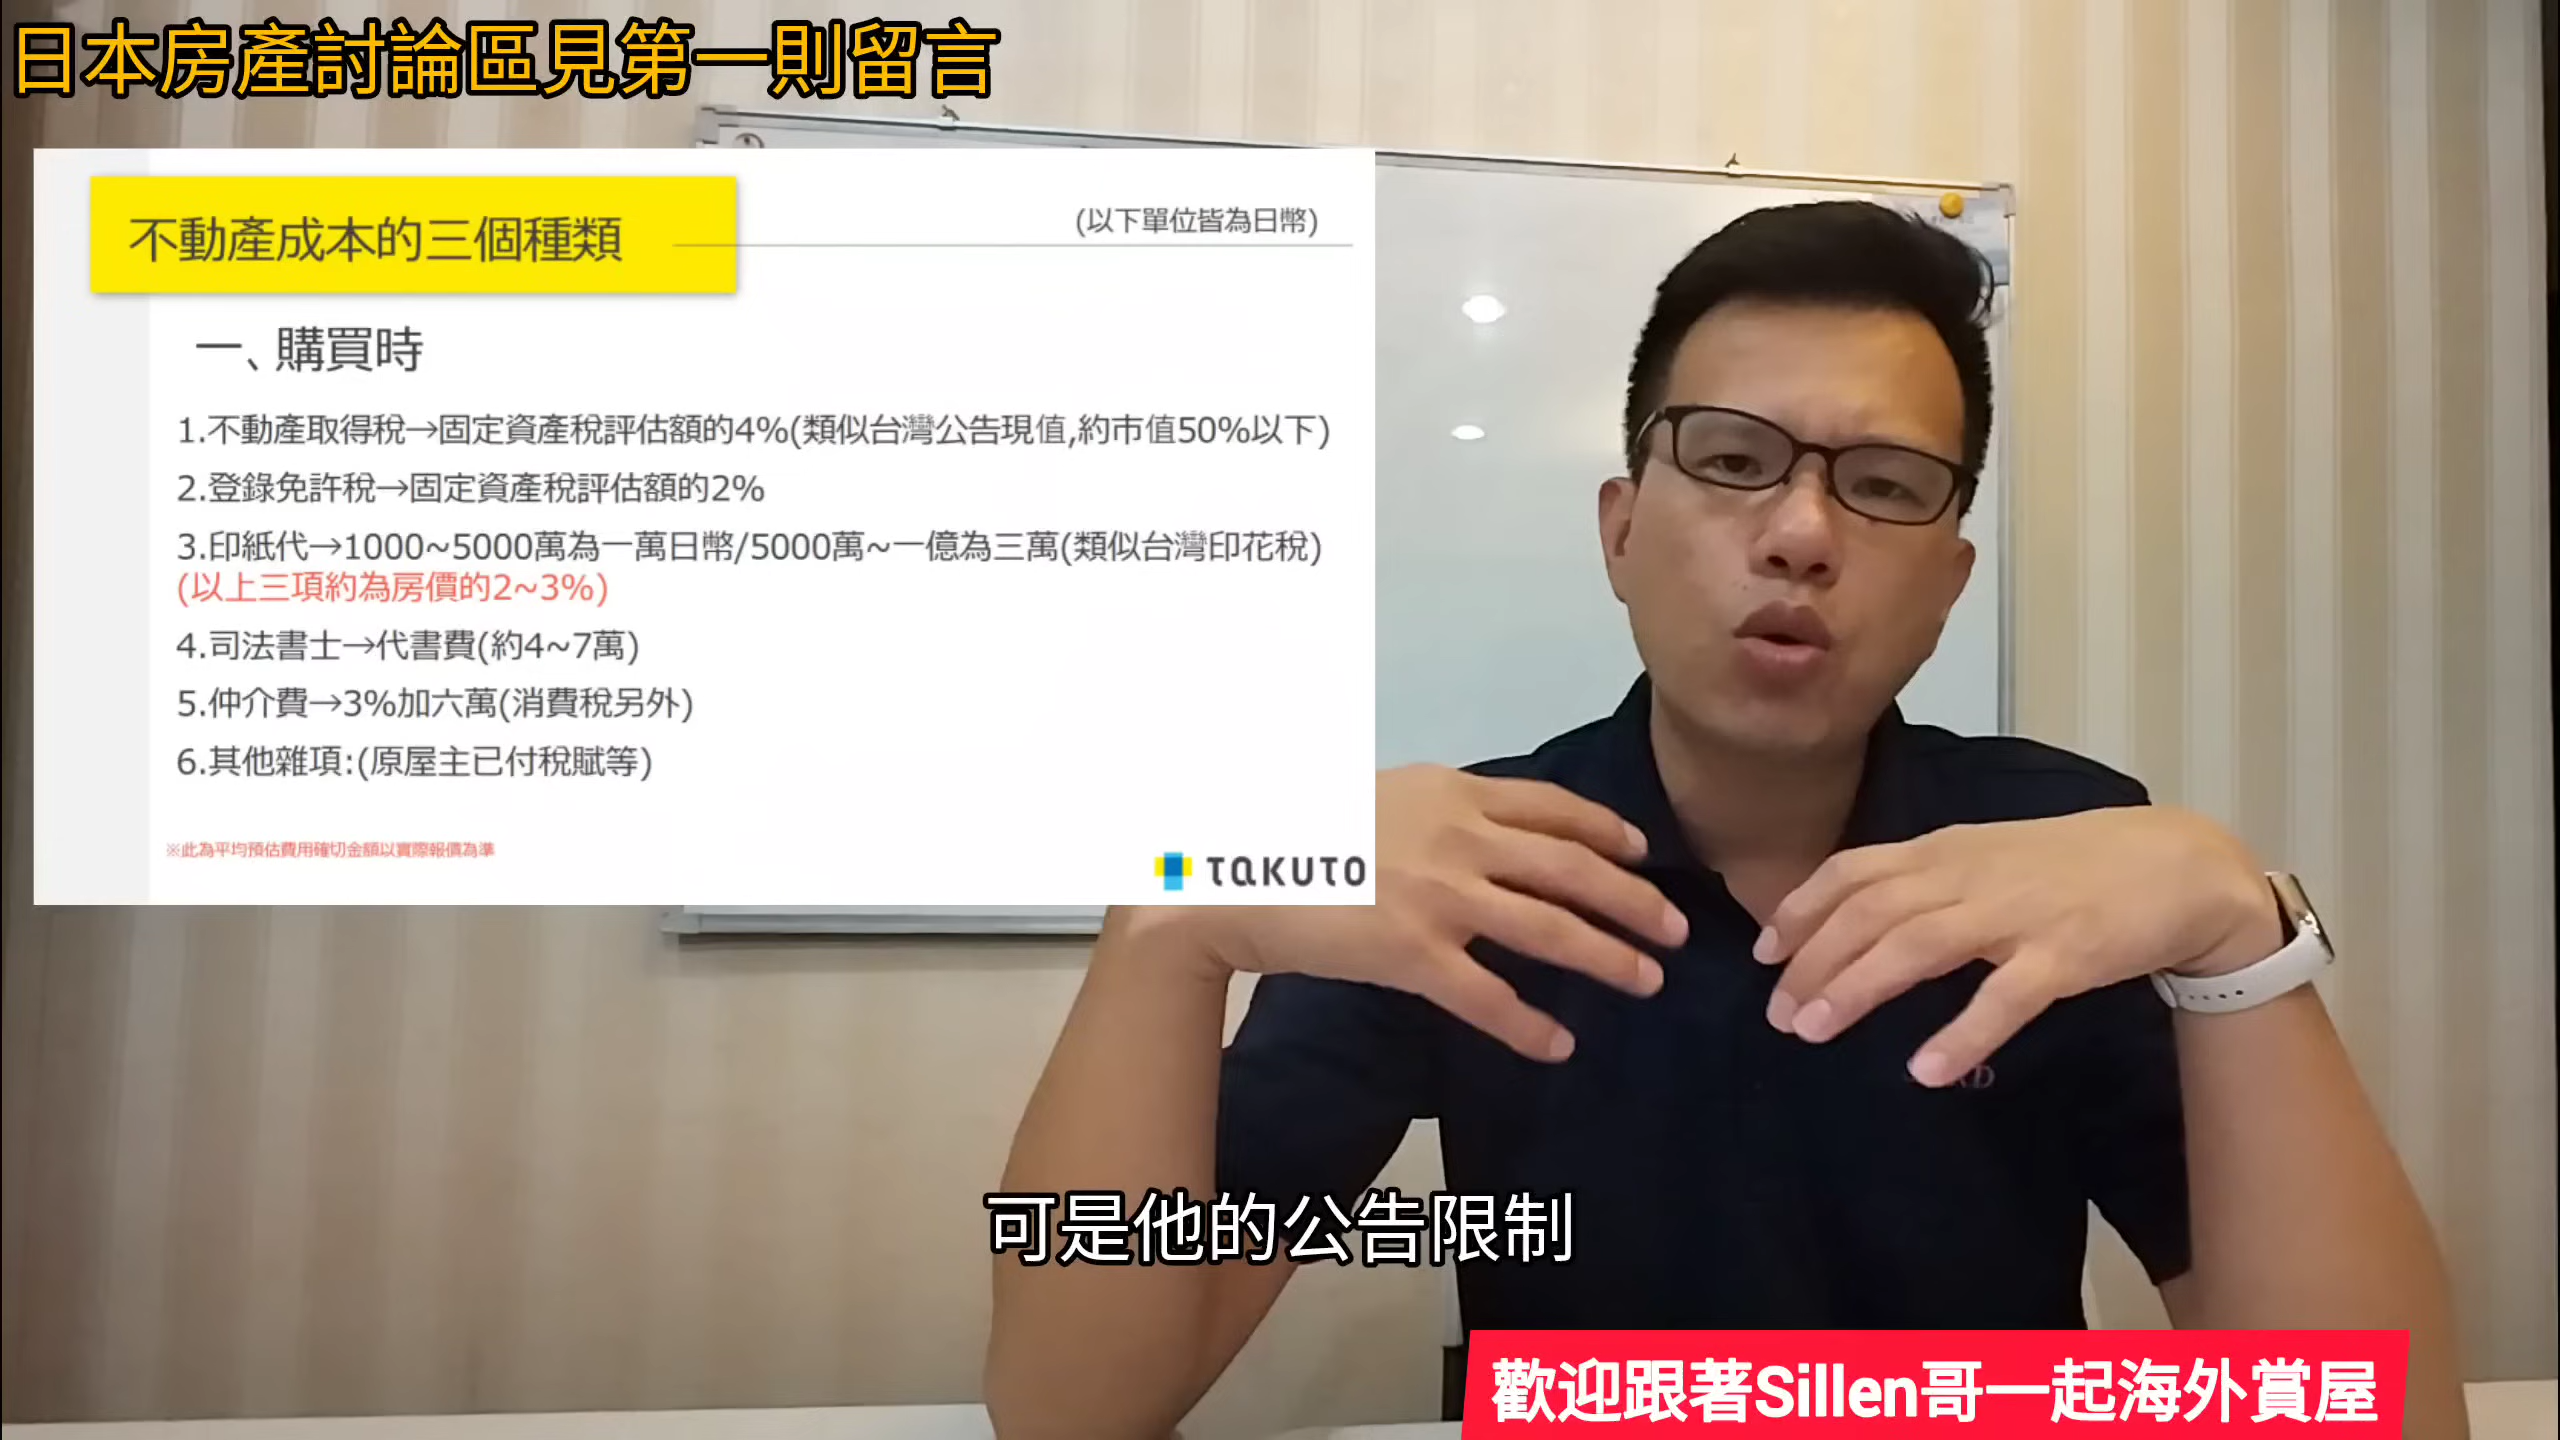 日本房產討論區見第一則留言
不動產成本的三個種類
(以下單位皆為日幣)
一、購買時
1.不動產取得稅→固定資產稅評估額的4%(類似台灣公告現值,約市值50%以下)
2.登錄免許稅→固定資產稅評估額的2%
3.印紙代→1000~5000萬為一萬日幣/5000萬~一億為三萬(類似台灣印花稅)
(以上三項約為房價的2~3%)
4.司法書士→代書費(約4~7萬)
5.仲介費→3%加六萬(消費稅另外)
6.其他雜項:(原屋主已付稅賦等)
※此為平均預估費用確切金額以實際報價為準
TAKUTO
可是他的公告限制
歡迎跟著Sillen哥一起海外賞屋